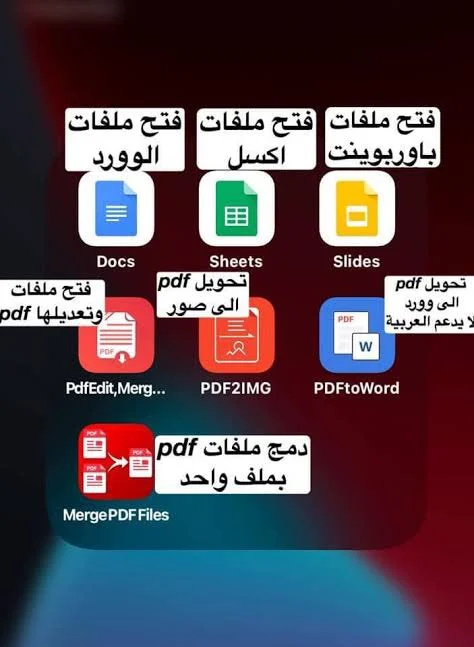 فتح ملفات
الوورد
فتح ملفات
اكسل
فتح ملفات
باوربوينت
Docs
Sheets
Slides
فتح ملفات
وتعديلها pdf
تحويل pdf
الى صور
تحويل pdf
الى وورد
لا يدعم العربية
PDF
PDF
W
PdfEdit,Merg...
PDF2IMG
PDFtoWord
PDF
PDF
PDF
دمج ملفات pdf
بملف واحد
Merge PDF Files